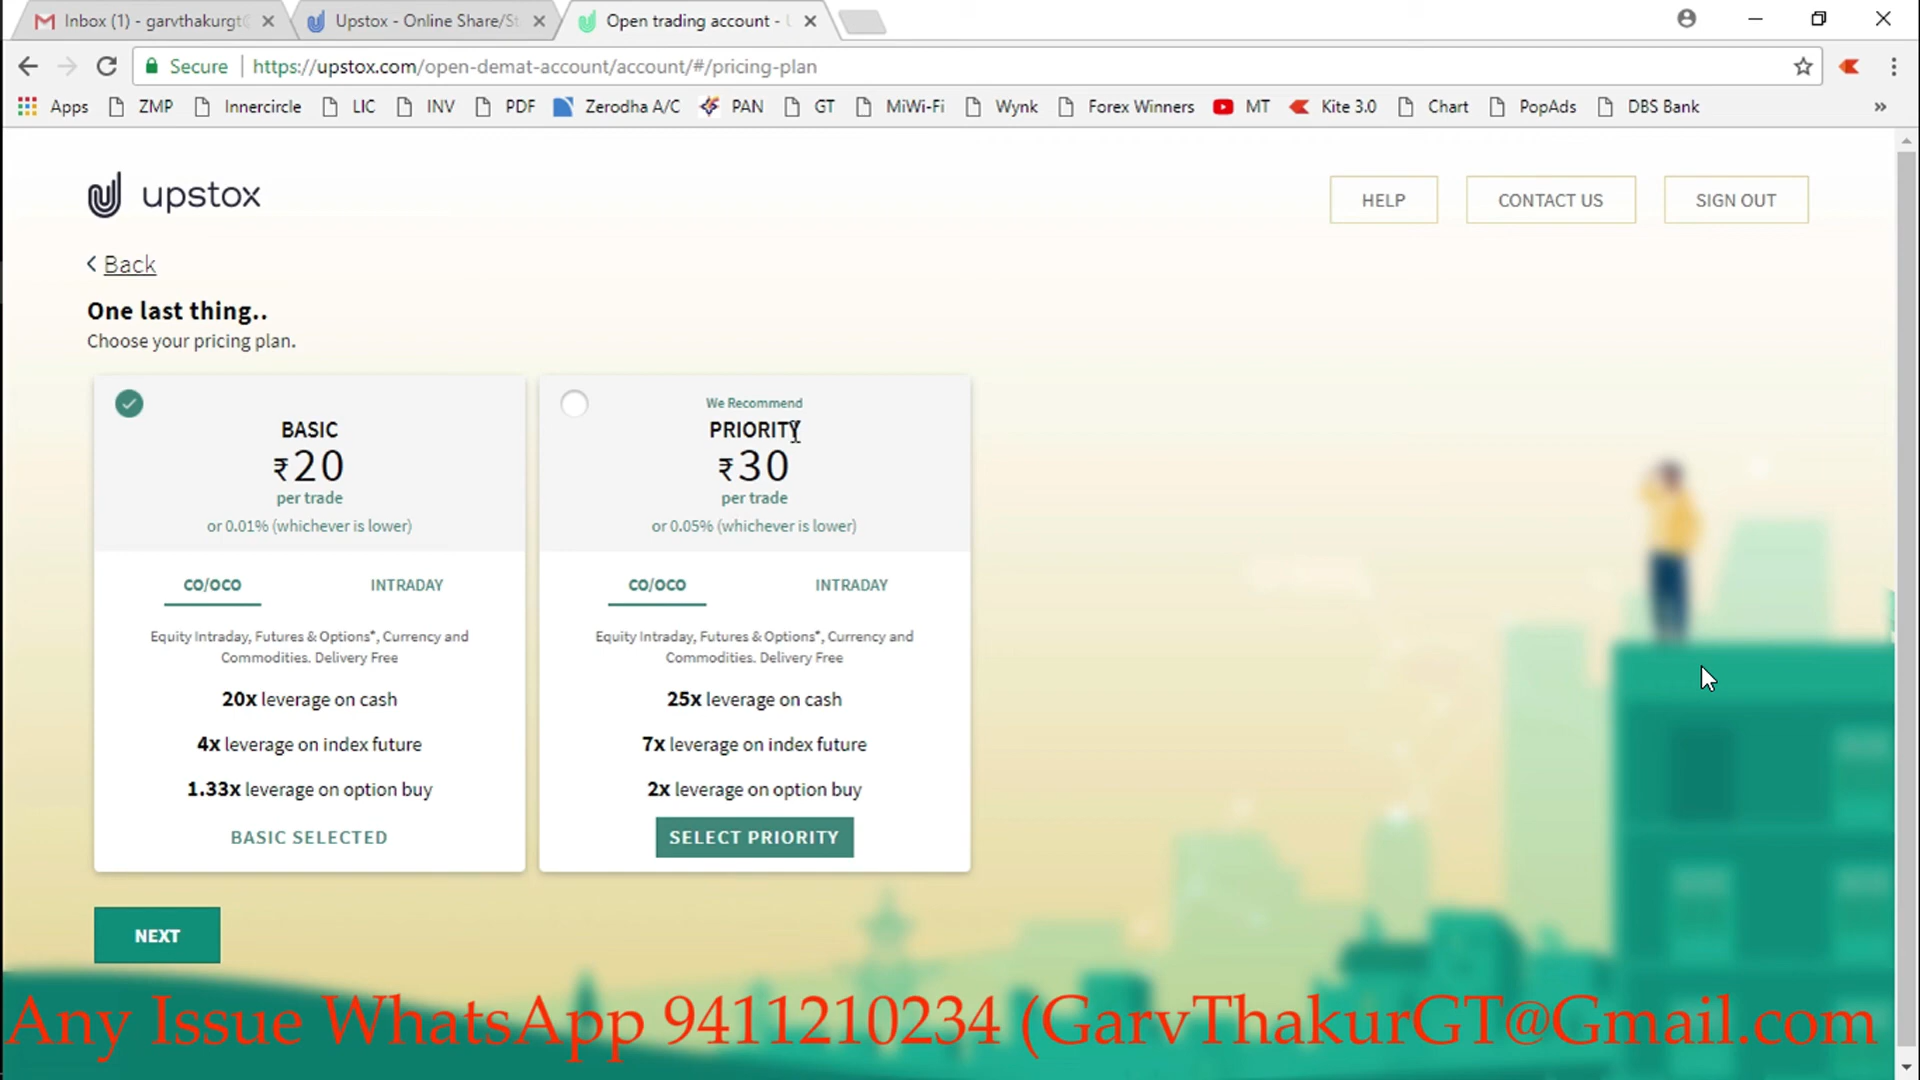 Inbox (1) - garvthakurgt@
Upstox - Online Share/St
Open trading account -
Secure https://upstox.com/open-demat-account/account/#/pricing-plan
Apps ZMP Innercircle LIC INV PDF Zerodha A/C PAN GT MiWi-Fi Wynk Forex Winners MT Kite 3.0 Chart PopAds DBS Bank »
upstox
HELP CONTACT US SIGN OUT
Back
One last thing..
Choose your pricing plan.
BASIC
₹20
per trade
or 0.01% (whichever is lower)
CO/OCO INTRADAY
Equity Intraday, Futures & Options*, Currency and
Commodities. Delivery Free
20x leverage on cash
4x leverage on index future
1.33x leverage on option buy
BASIC SELECTED
We Recommend
PRIORITY
₹30
per trade
or 0.05% (whichever is lower)
CO/OCO INTRADAY
Equity Intraday, Futures & Options*, Currency and
Commodities. Delivery Free
25x leverage on cash
7x leverage on index future
2x leverage on option buy
SELECT PRIORITY
NEXT
Any Issue WhatsApp 9411210234 (GarvThakurGT@Gmail.com